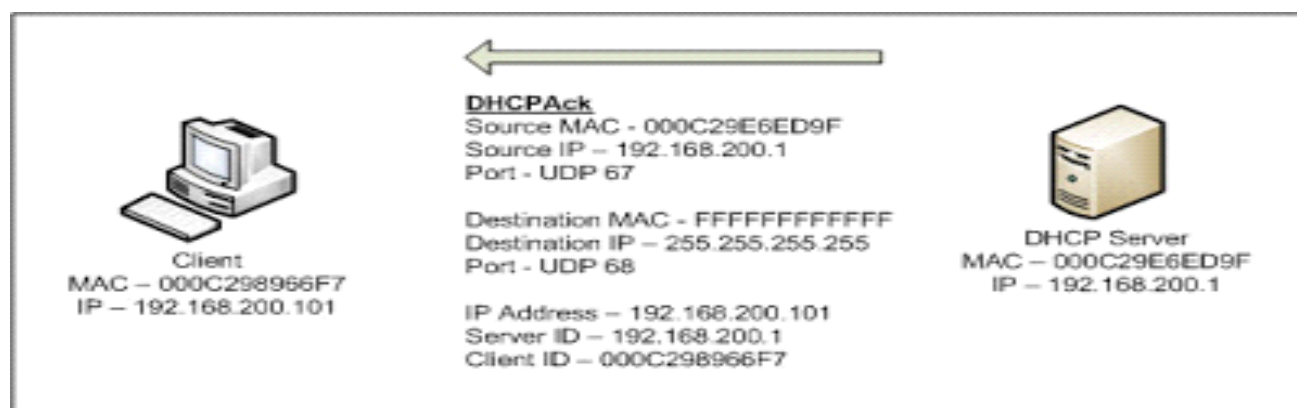 DHCPAck
Source MAC - 000C29E6ED9F
Source IP – 192.168.200.1
Port - UDP 67
Destination MAC - FFFFFFFFFFFF
Destination IP – 255.255.255.255
Port - UDP 68
IP Address – 192.168.200.101
Server ID – 192.168.200.1
Client ID – 000C298966F7
Client
MAC – 000C298966F7
IP – 192.168.200.101
DHCP Server
MAC – 000C29E6ED9F
IP – 192.168.200.1